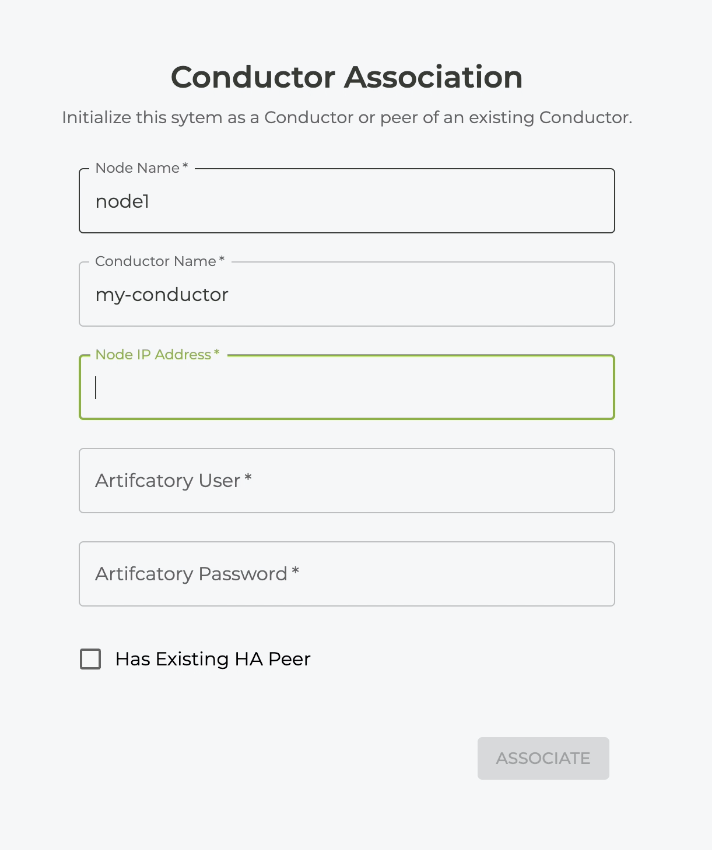 Conductor Association
Initialize this sytem as a Conductor or peer of an existing Conductor.
Node Name *
node1
Conductor Name *
my-conductor
Node IP Address *
Artifcatory User *
Artifcatory Password *
Has Existing HA Peer
ASSOCIATE